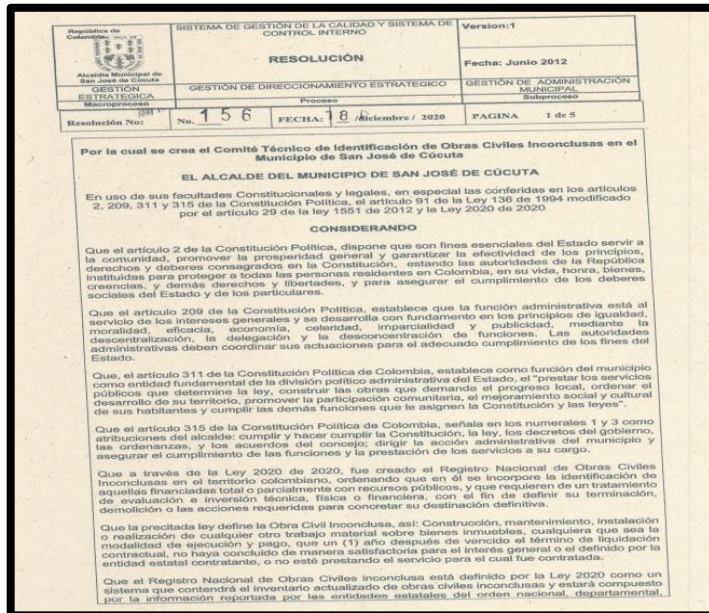 República de
Colombia
Alcaldía Municipal de
San José de Cúcuta
SISTEMA DE GESTIÓN DE LA CALIDAD Y SISTEMA DE
CONTROL INTERNO
RESOLUCIÓN
Version:1
Fecha: Junio 2012
GESTIÓN
ESTRATEGICA
Macroproceso
GESTIÓN DE DIRECCIONAMIENTO ESTRATEGICO
Proceso
GESTIÓN DE ADMINISTRACIÓN
MUNICIPAL
Subproceso
Resolución No: No. 156 FECHA: 18 /diciembre / 2020 PAGINA 1 de 5
Por la cual se crea el Comité Técnico de Identificación de Obras Civiles Inconclusas en el
Municipio de San José de Cúcuta
EL ALCALDE DEL MUNICIPIO DE SAN JOSÉ DE CÚCUTA
En uso de sus facultades Constitucionales y legales, en especial las conferidas en los artículos
2, 209, 311 y 315 de la Constitución Política, el artículo 91 de la Ley 136 de 1994 modificado
por el artículo 29 de la ley 1551 de 2012 y la Ley 2020 de 2020
CONSIDERANDO
Que el artículo 2 de la Constitución Política, dispone que son fines esenciales del Estado servir a
la comunidad, promover la prosperidad general y garantizar la efectividad de los principios,
derechos y deberes consagrados en la Constitución, estando las autoridades de la República
instituidas para proteger a todas las personas residentes en Colombia, en su vida, honra, bienes,
creencias, y demás derechos y libertades, y para asegurar el cumplimiento de los deberes
sociales del Estado y de los particulares.
Que el artículo 209 de la Constitución Política, establece que la función administrativa está al
servicio de los intereses generales y se desarrolla con fundamento en los principios de igualdad,
moralidad, eficacia, economía, celeridad, imparcialidad y publicidad, mediante la
descentralización, la delegación y la desconcentración de funciones. Las autoridades
administrativas deben coordinar sus actuaciones para el adecuado cumplimiento de los fines del
Estado.
Que, el artículo 311 de la Constitución Política de Colombia, establece como función del municipio
como entidad fundamental de la división político administrativa del Estado, el "prestar los servicios
públicos que determine la ley, construir las obras que demande el progreso local, ordenar el
desarrollo de su territorio, promover la participación comunitaria, el mejoramiento social y cultural
de sus habitantes y cumplir las demás funciones que le asignen la Constitución y las leyes".
Que el artículo 315 de la Constitución Política de Colombia, señala en los numerales 1 y 3 como
atribuciones del alcalde: cumplir y hacer cumplir la Constitución, la ley, los decretos del gobierno,
las ordenanzas, y los acuerdos del concejo; dirigir la acción administrativa del municipio y
asegurar el cumplimiento de las funciones y la prestación de los servicios a su cargo.
Que a través de la Ley 2020 de 2020, fue creado el Registro Nacional de Obras Civiles
Inconclusas en el territorio colombiano, ordenando que en él se incorpore la identificación de
aquellas financiadas total o parcialmente con recursos públicos, y que requieren de un tratamiento
de evaluación e inversión técnica, física o financiera, con el fin de definir su terminación,
demolición o las acciones requeridas para concretar su destinación definitiva.
Que la precitada ley define la Obra Civil Inconclusa, así: Construcción, mantenimiento, instalación
o realización de cualquier otro trabajo material sobre bienes inmuebles, cualquiera que sea la
modalidad de ejecución y pago, que un (1) año después de vencido el término de liquidación
contractual, no haya concluido de manera satisfactoria para el interés general o el definido por la
entidad estatal contratante, o no esté prestando el servicio para el cual fue contratada.
Que el Registro Nacional de Obras Civiles inconclusa está definido por la Ley 2020 como un
sistema que contendrá el inventario actualizado de obras civiles inconclusas y estará compuesto
por la información reportada por las entidades estatales del orden nacional, departamental,